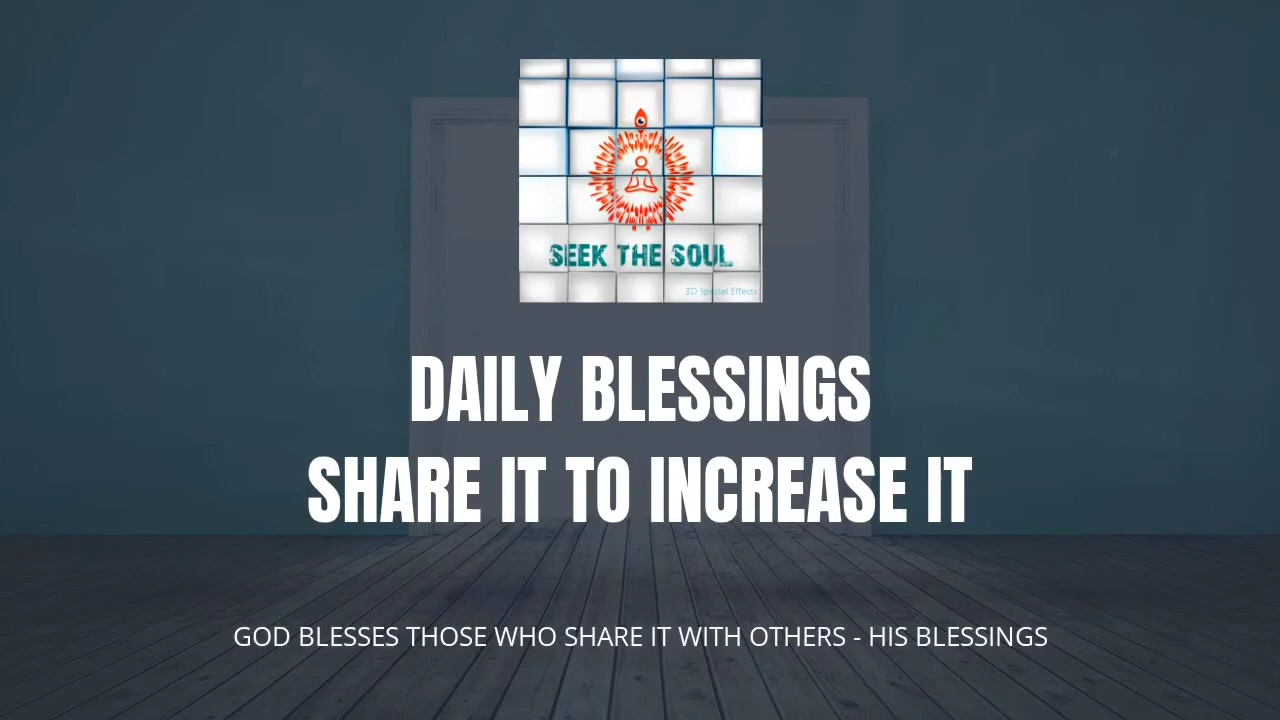 SEEK THE SOUL
3D Special Effects
DAILY BLESSINGS
SHARE IT TO INCREASE IT
GOD BLESSES THOSE WHO SHARE IT WITH OTHERS - HIS BLESSINGS